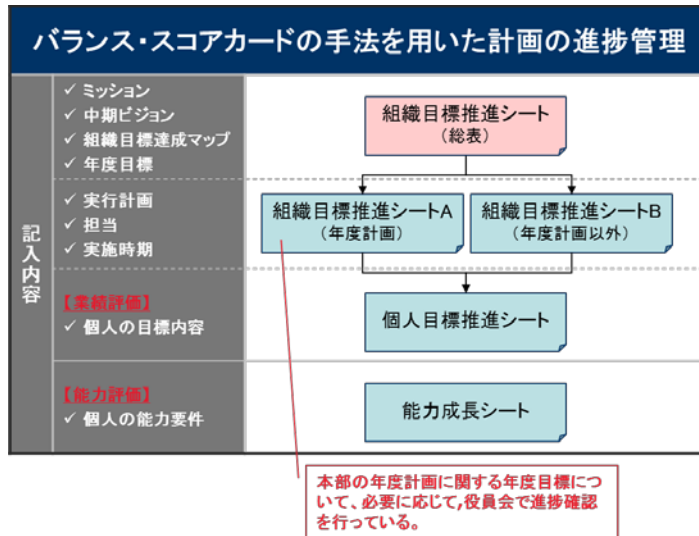 バランス・スコアカードの手法を用いた計画の進捗管理
記入内容
✓ ミッション
✓ 中期ビジョン
✓ 組織目標達成マップ
✓ 年度目標
組織目標推進シート
（総表）
✓ 実行計画
✓ 担当
✓ 実施時期
組織目標推進シートA
（年度計画）
組織目標推進シートB
（年度計画以外）
【業績評価】
✓ 個人の目標内容
個人目標推進シート
【能力評価】
✓ 個人の能力要件
能力成長シート
本部の年度計画に関する年度目標につ
いて、必要に応じて,役員会で進捗確認
を行っている。